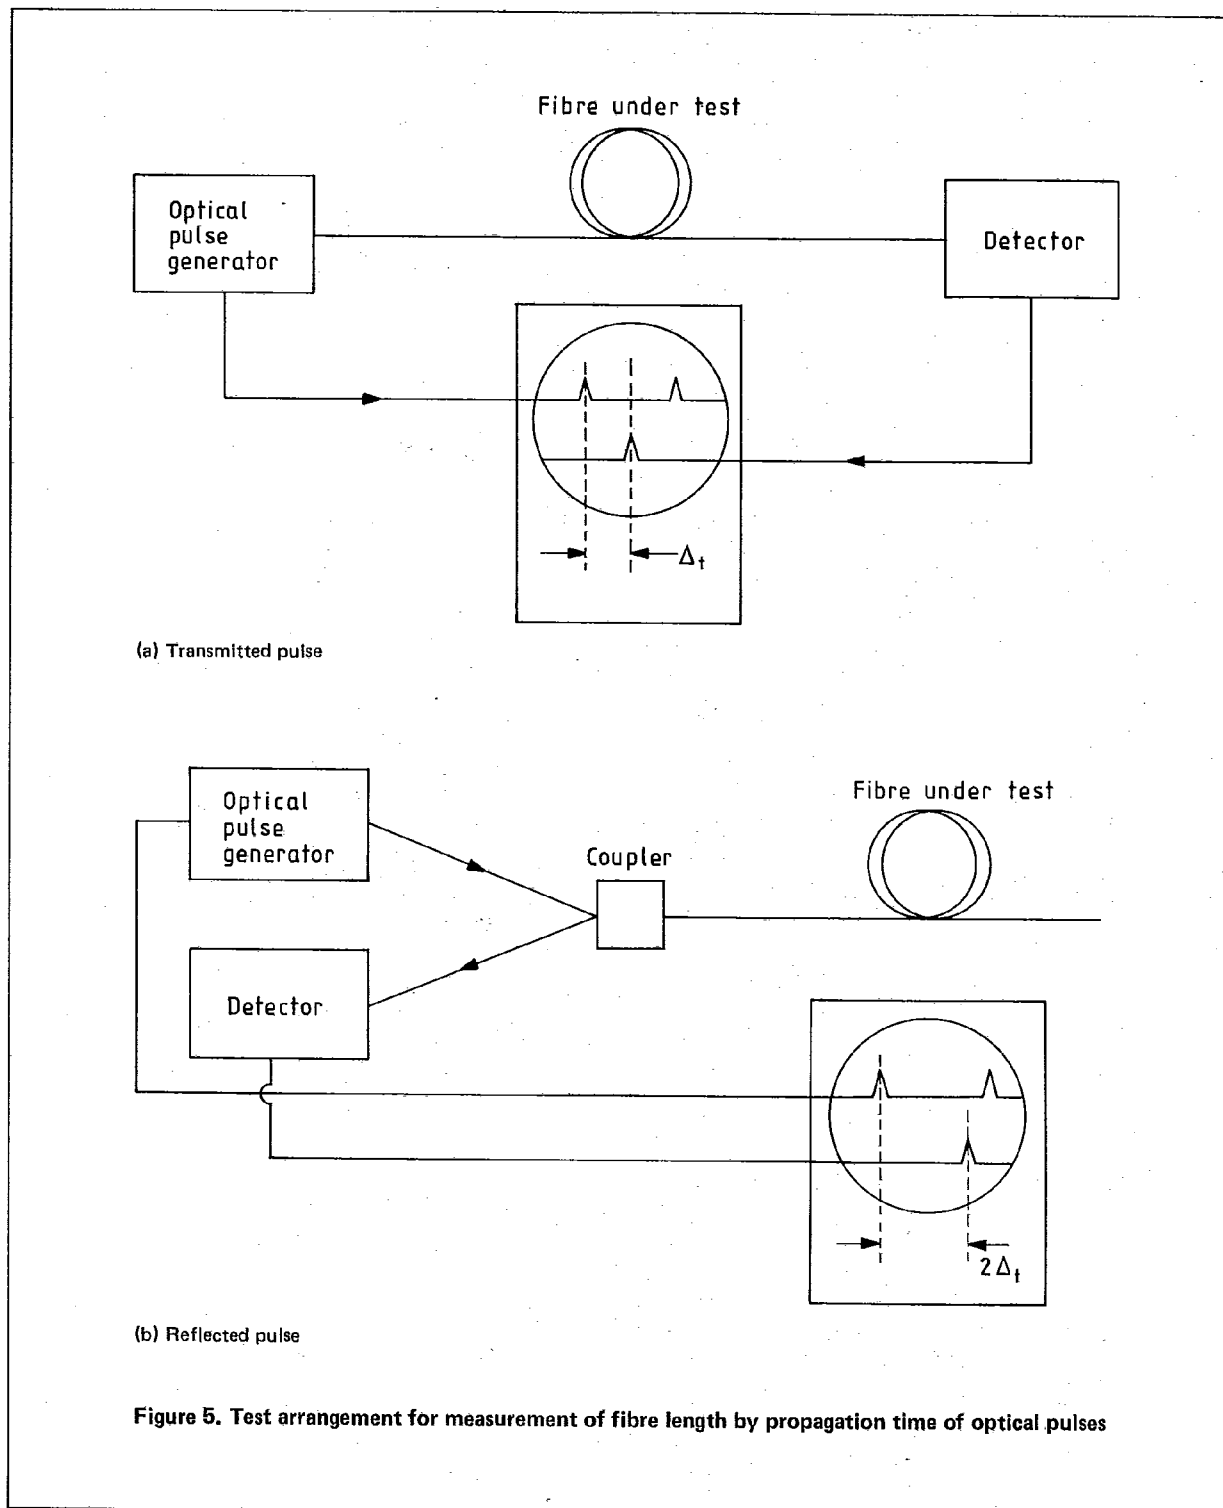 Fibre under test
Optical
pulse
generator
Detector
Δt
(a) Transmitted pulse
Optical
pulse
generator
Fibre under test
Coupler
Detector
2Δt
(b) Reflected pulse
Figure 5. Test arrangement for measurement of fibre length by propagation time of optical pulses